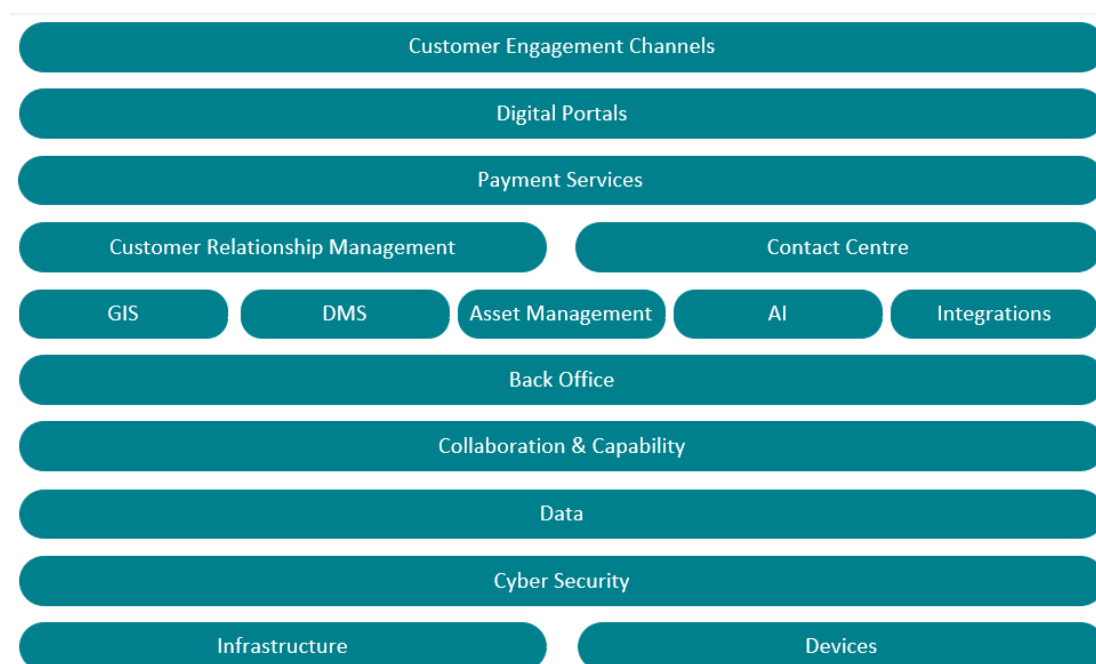 Customer Engagement Channels
Digital Portals
Payment Services
Customer Relationship Management
Contact Centre
GIS
DMS
Asset Management
AI
Integrations
Back Office
Collaboration & Capability
Data
Cyber Security
Infrastructure
Devices